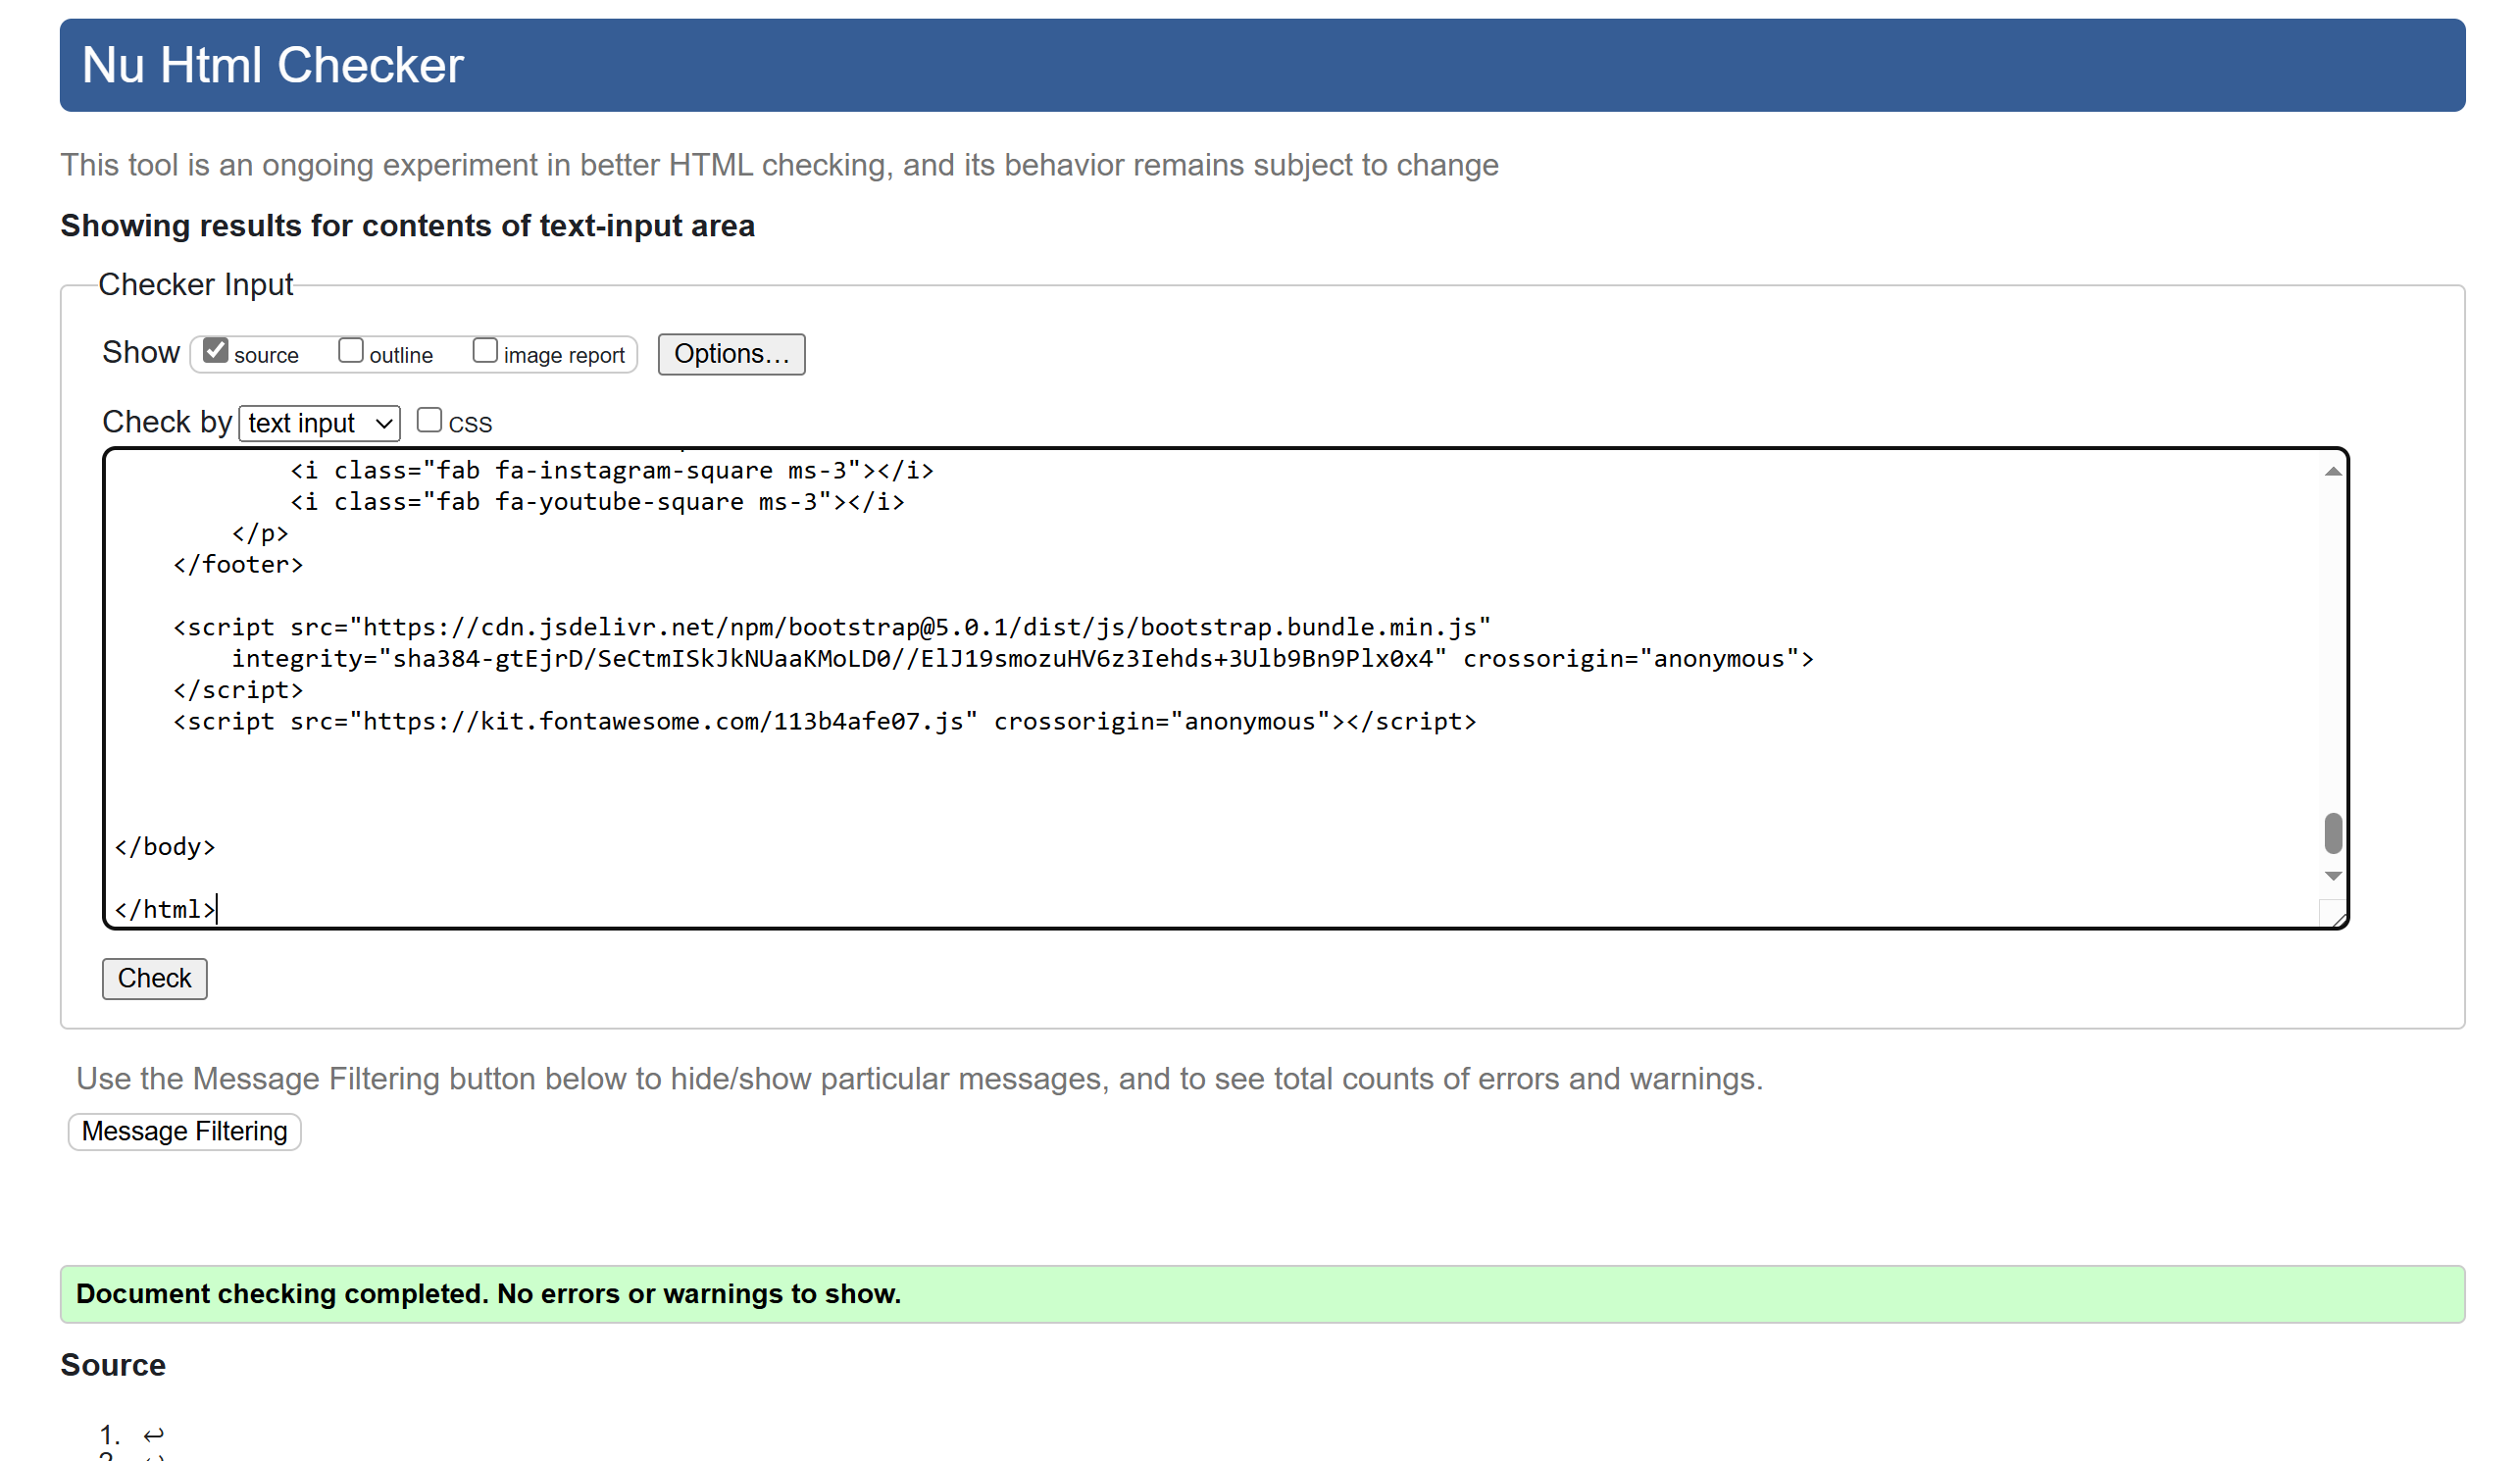 Nu Html Checker
This tool is an ongoing experiment in better HTML checking, and its behavior remains subject to change
Showing results for contents of text-input area
Checker Input
Show source outline image report Options…
Check by text input CSS
<i class="fab fa-instagram-square ms-3"></i>
<i class="fab fa-youtube-square ms-3"></i>
</p>
</footer>
<script src="https://cdn.jsdelivr.net/npm/bootstrap@5.0.1/dist/js/bootstrap.bundle.min.js"
integrity="sha384-gtEjrD/SeCtmISkJkNUaaKMoLD0//ElJ19smozuHV6z3Iehds+3Ulb9Bn9Plx0x4" crossorigin="anonymous">
</script>
<script src="https://kit.fontawesome.com/113b4afe07.js" crossorigin="anonymous"></script>
</body>
</html>
Check
Use the Message Filtering button below to hide/show particular messages, and to see total counts of errors and warnings.
Message Filtering
Document checking completed. No errors or warnings to show.
Source
1. ↩